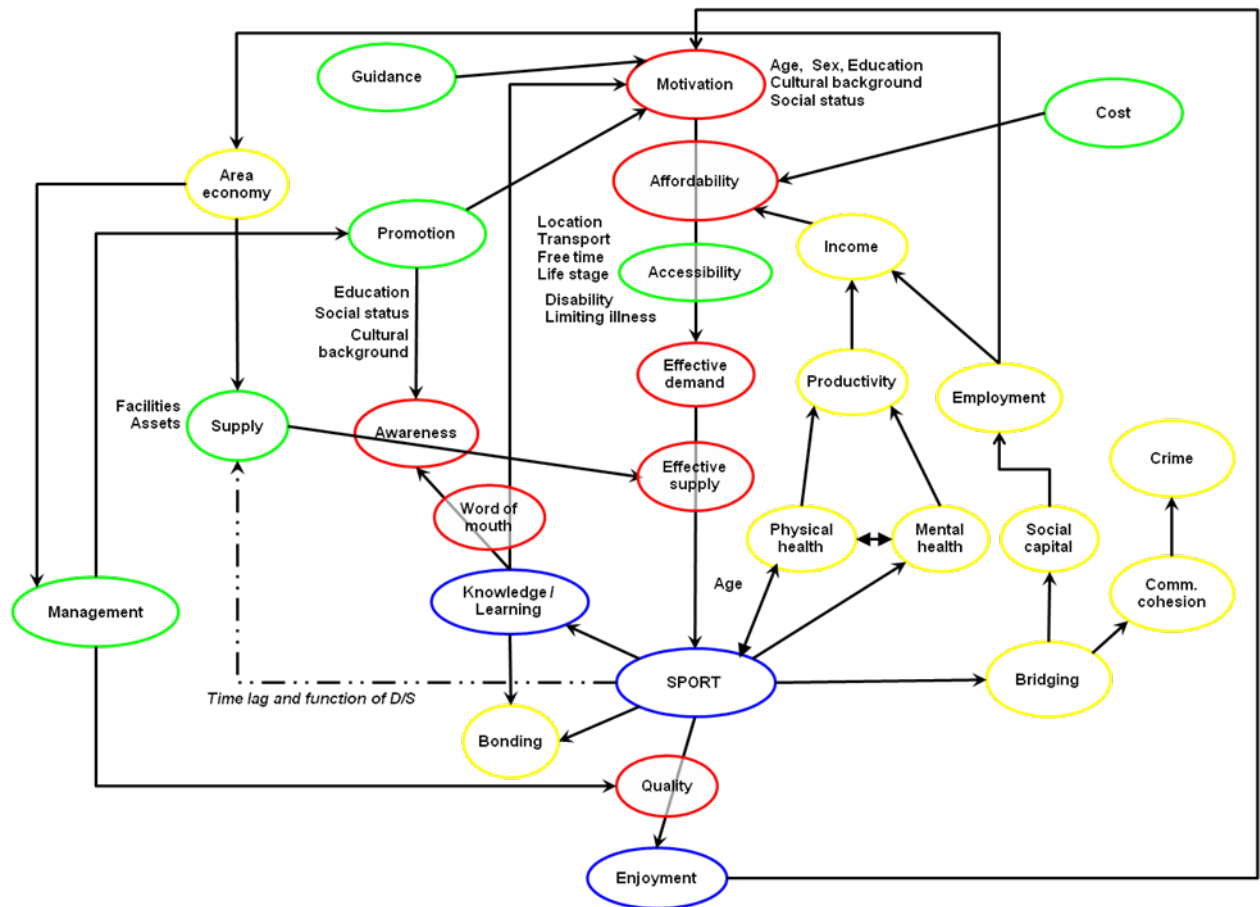 Guidance
Motivation
Age, Sex, Education
Cultural background
Social status
Cost
Area
economy
Affordability
Promotion
Location
Transport
Free time
Life stage
Income
Accessibility
Disability
Limiting illness
Education
Social status
Cultural
background
Effective
demand
Productivity
Employment
Facilities
Assets
Supply
Awareness
Effective
supply
Crime
Word of
mouth
Physical
health
Mental
health
Social
capital
Management
Knowledge /
Learning
Age
Comm.
cohesion
SPORT
Bridging
Time lag and function of D/S
Bonding
Quality
Enjoyment